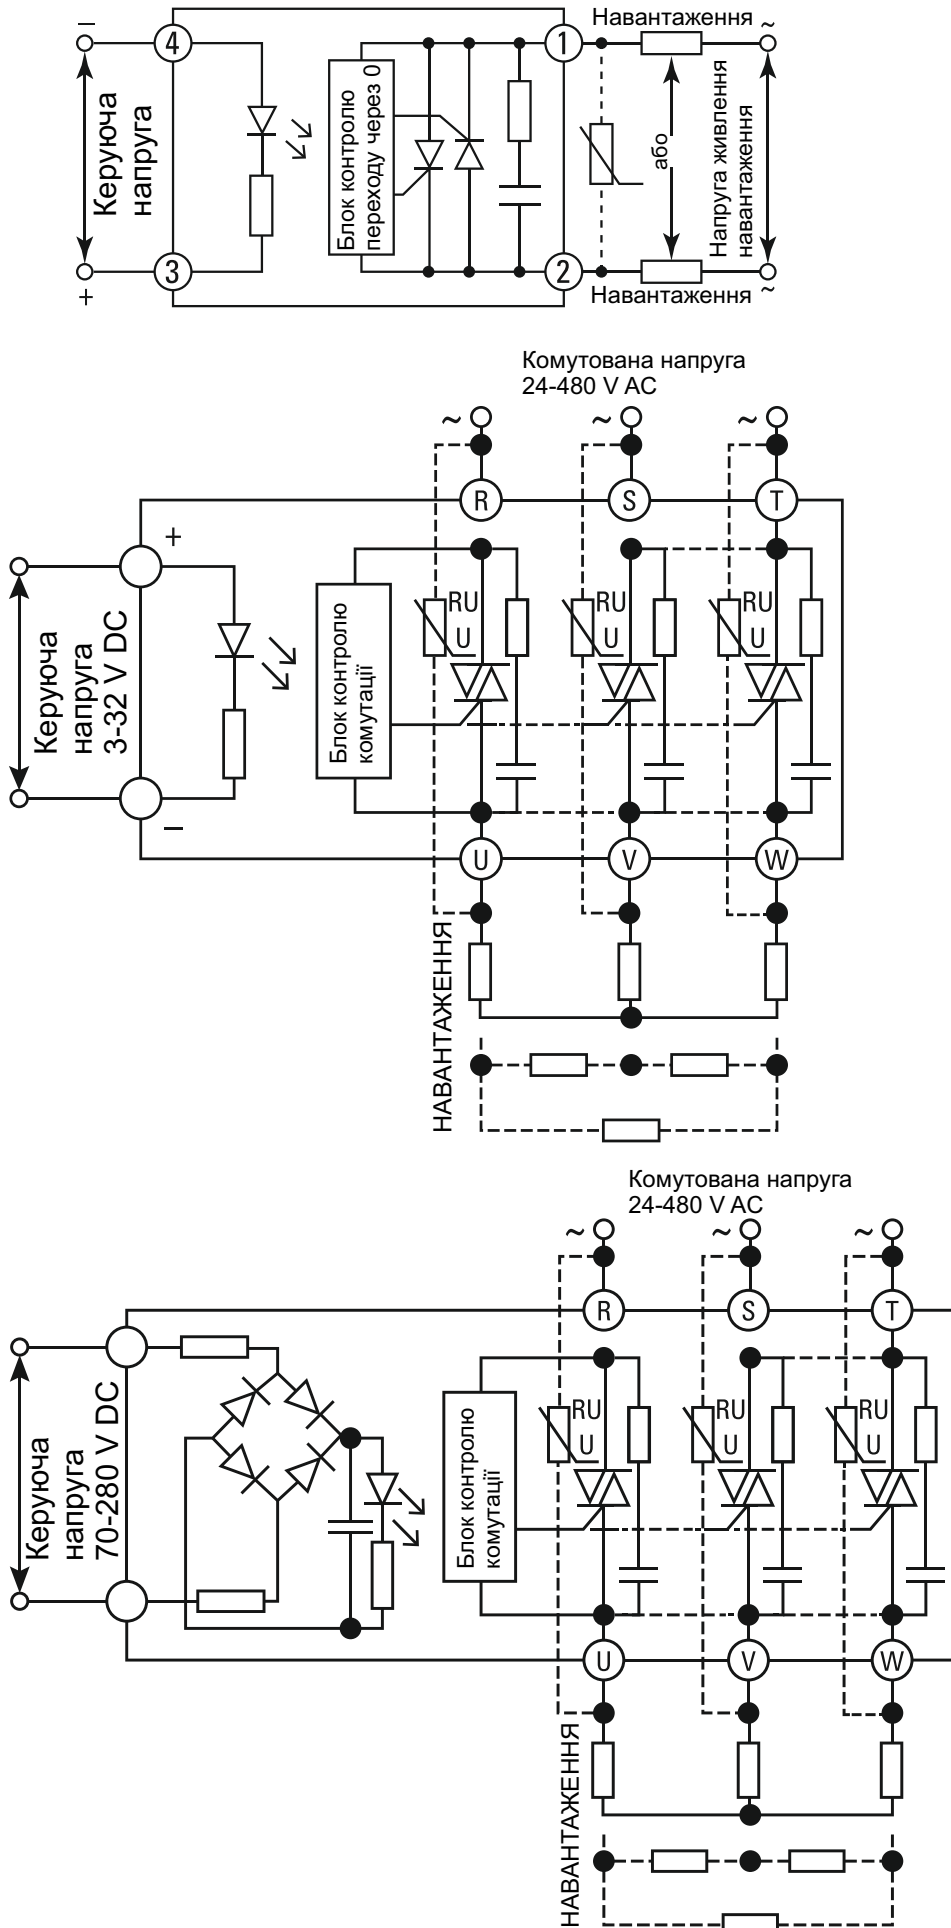 −
4
1
Навантаження
~
Керуюча
напруга
Блок контролю
переходу через 0
або
Напруга живлення
навантаження
3
2
+
Навантаження
~
Комутована напруга
24-480 V AC
~
~
~
R
S
T
+
Керуюча
напруга
3-32 V DC
Блок контролю
комутації
RU
U
RU
U
RU
U
−
U
V
W
НАВАНТАЖЕННЯ
Комутована напруга
24-480 V AC
~
~
~
R
S
T
Керуюча
напруга
70-280 V DC
Блок контролю
комутації
RU
U
RU
U
RU
U
U
V
W
НАВАНТАЖЕННЯ